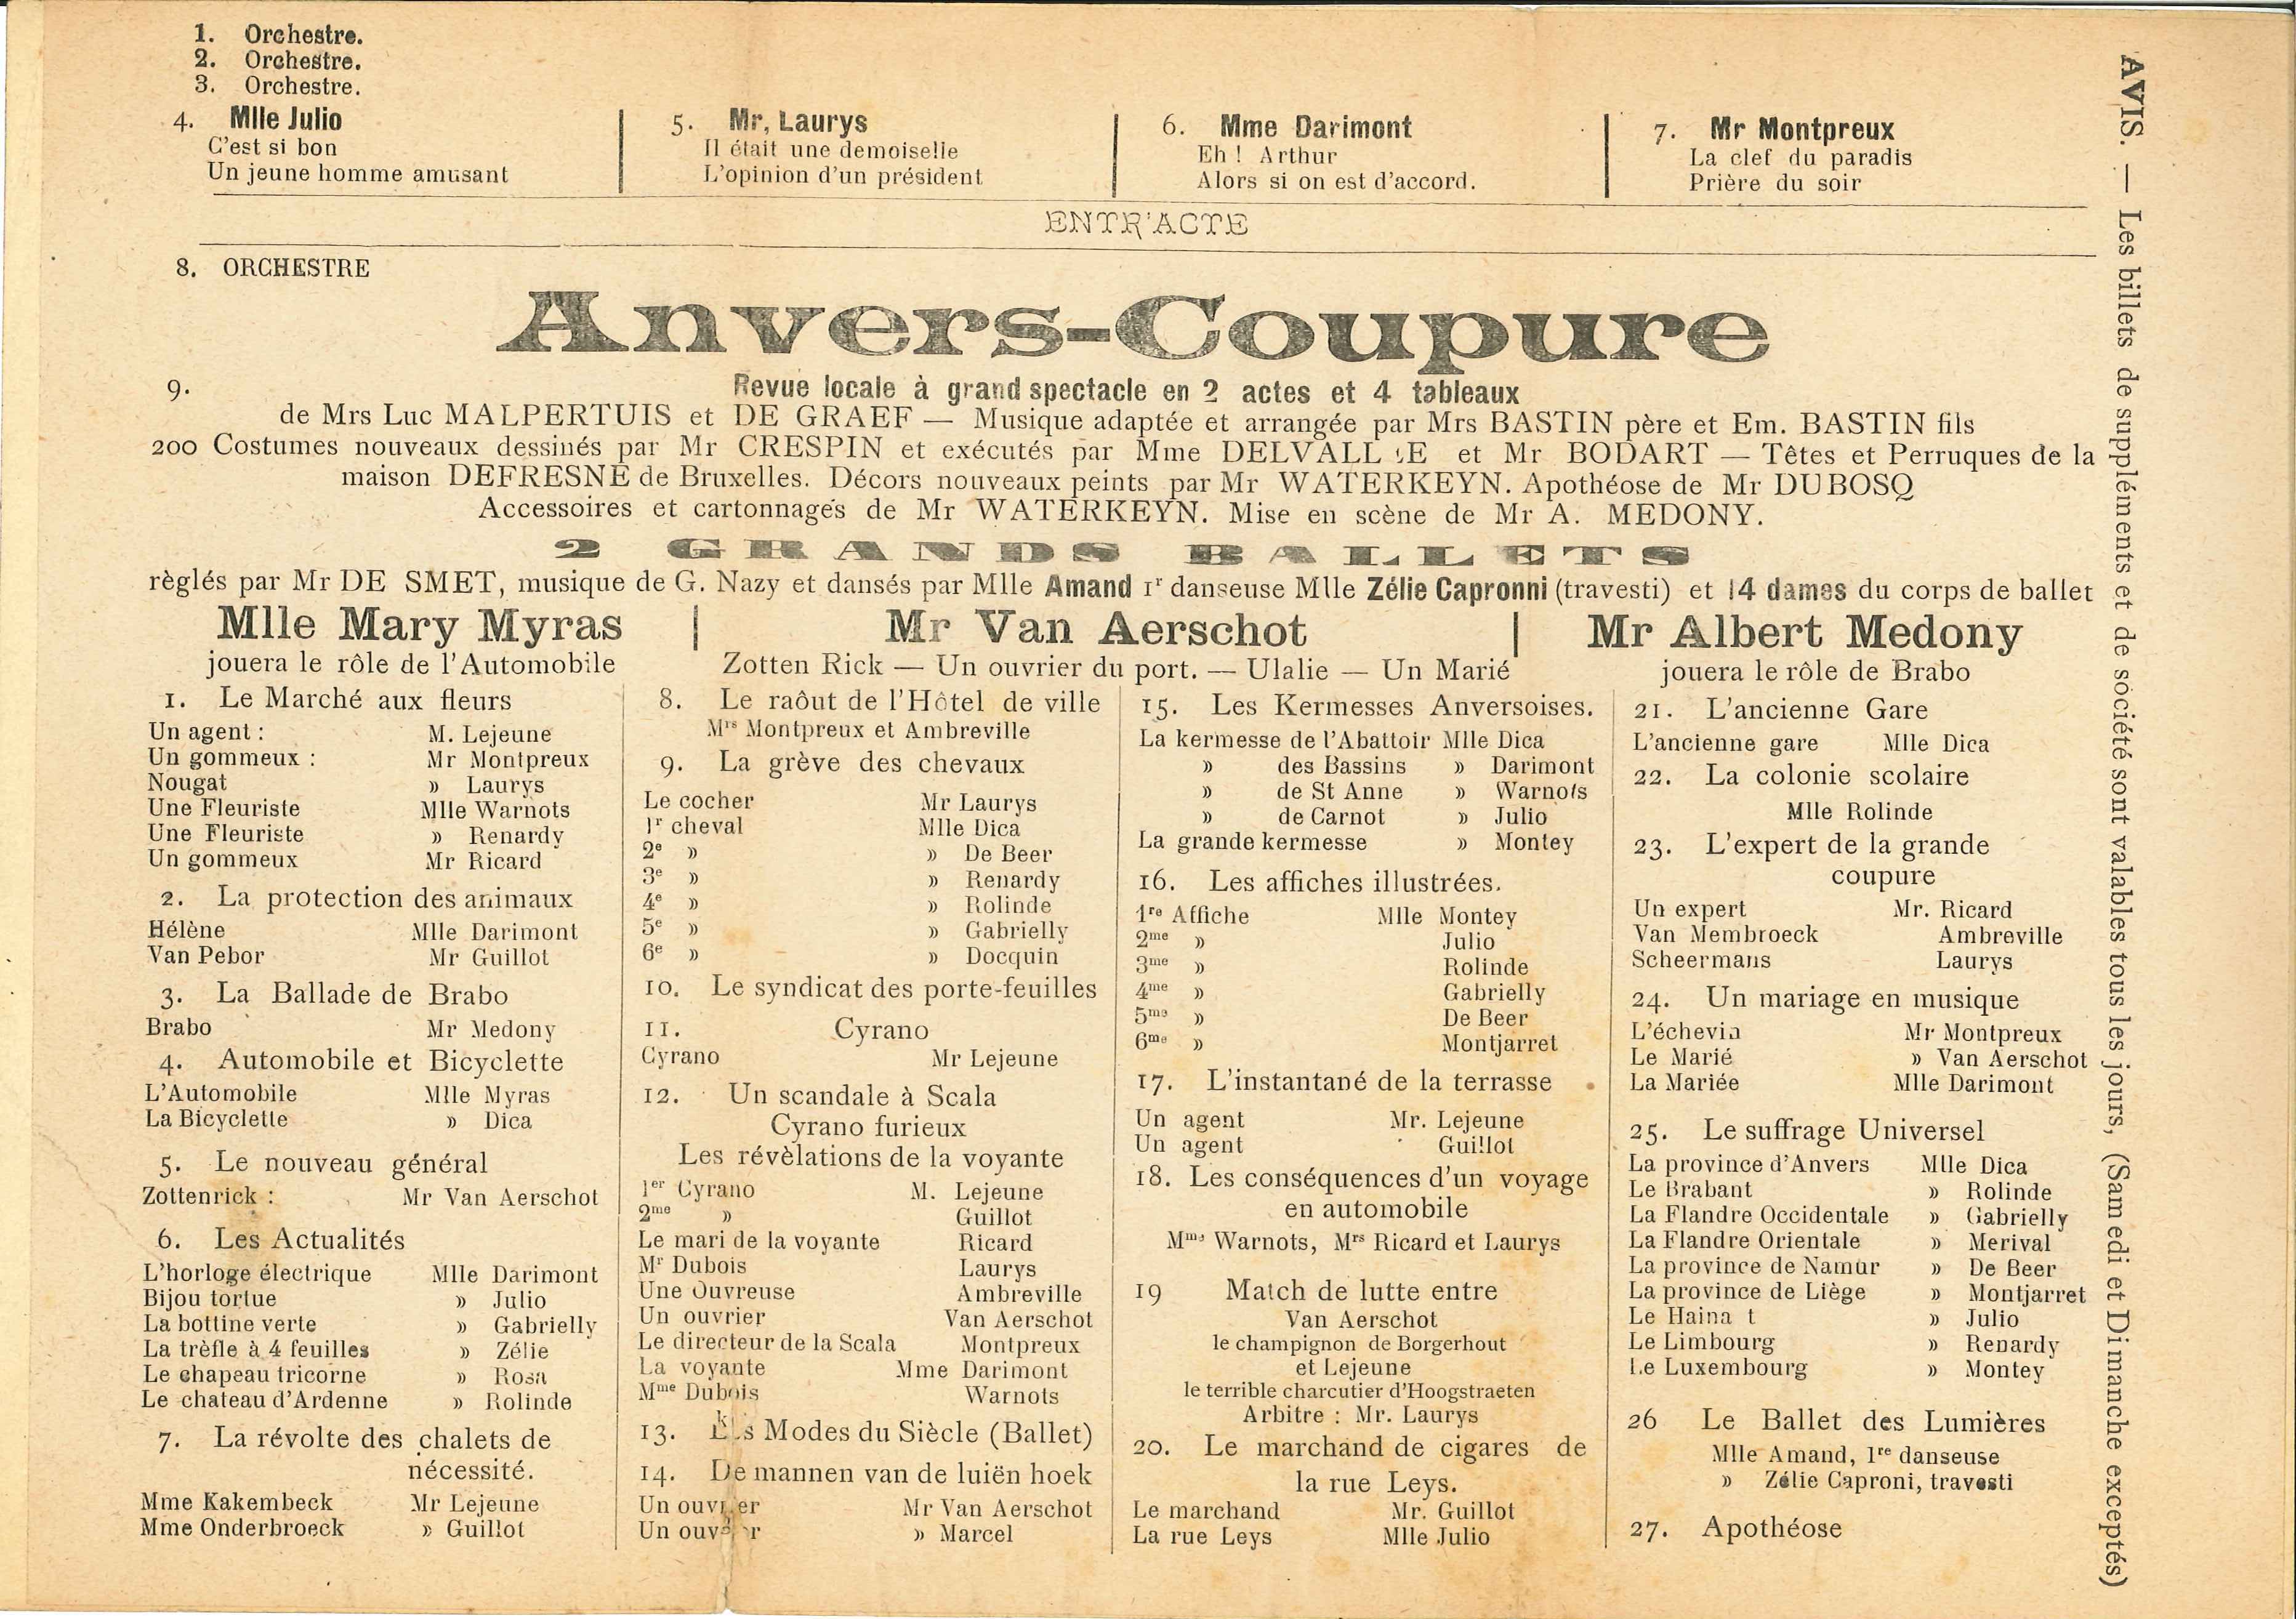 1. Orchestre.
2. Orchestre.
3. Orchestre.
4. Mlle Julio
C'est si bon
Un jeune homme amusant
5. Mr, Laurys
Il était une demoiselle
L'opinion d'un président
6. Mme Darimont
Eh ! Arthur
Alors si on est d'accord.
7. Mr Montpreux
La clef du paradis
Prière du soir
ENTR'ACTE
8. ORCHESTRE
Anvers-Coupure
9. Revue locale à grand spectacle en 2 actes et 4 tableaux
de Mrs Luc MALPERTUIS et DE GRAEF — Musique adaptée et arrangée par Mrs BASTIN père et Em. BASTIN fils
200 Costumes nouveaux dessinés par Mr CRESPIN et exécutés par Mme et Mr BODART — Têtes et Perruques de la
maison DEFRESNE de Bruxelles. Décors nouveaux peints par Mr WATERKEYN. Apothéose de Mr DUBOSQ
Accessoires et cartonnages de Mr WATERKEYN. Mise en scène de Mr A. MEDONY.
2 GRANDS BALLETS
règlés par Mr DE SMET, musique de G. Nazy et dansés par Mlle Amand 1r danseuse Mlle Zélie Capronni (travesti) et 14 dames du corps de ballet
Mlle Mary Myras
jouera le rôle de l'Automobile
Mr Van Aerschot
Zotten Rick — Un ouvrier du port. — Ulalie — Un Marié
Mr Albert Medony
jouera le rôle de Brabo
1. Le Marché aux fleurs
Un agent : M. Lejeune
Un gommeux : Mr Montpreux
Nougat » Laurys
Une Fleuriste Mlle Warnots
Une Fleuriste » Renardy
Un gommeux Mr Ricard
2. La protection des animaux
Hélène Mlle Darimont
Van Pebor Mr Guillot
3. La Ballade de Brabo
Brabo Mr Medony
4. Automobile et Bicyclette
L'Automobile Mlle Myras
La Bicyclette » Dica
5. Le nouveau général
Zottenrick : Mr Van Aerschot
6. Les Actualités
L'horloge électrique Mlle Darimont
Bijou tortue » Julio
La bottine verte » Gabrielly
La trèfle à 4 feuilles » Zélie
Le chapeau tricorne » Rosa
Le chateau d'Ardenne » Rolinde
7. La révolte des chalets de
nécessité.
Mme Kakembeck Mr Lejeune
Mme Onderbroeck » Guillot
8. Le raôut de l'Hôtel de ville
Mrs Montpreux et Ambreville
9. La grève des chevaux
Le cocher Mr Laurys
1r cheval Mlle Dica
2e » » De Beer
3e » » Renardy
4e » » Rolinde
5e » » Gabrielly
6e » » Docquin
10. Le syndicat des porte-feuilles
11. Cyrano
Cyrano Mr Lejeune
12. Un scandale à Scala
Cyrano furieux
Les révèlations de la voyante
1er Cyrano M. Lejeune
2me » Guillot
Le mari de la voyante Ricard
Mr Dubois Laurys
Une Ouvreuse Ambreville
Un ouvrier Van Aerschot
Le directeur de la Scala Montpreux
La voyante Mme Darimont
Mme Dubois Warnots
13. Modes du Siècle (Ballet)
14. De mannen van de luiën hoek
Un Mr Van Aerschot
Un » Marcel
15. Les Kermesses Anversoises.
La kermesse de l'Abattoir Mlle Dica
» des Bassins » Darimont
» de St Anne » Warnots
» de Carnot » Julio
La grande kermesse » Montey
16. Les affiches illustrées.
1re Affiche Mlle Montey
2me » Julio
3me » Rolinde
4me » Gabrielly
5me » De Beer
6me » Montjarret
17. L'instantané de la terrasse
Un agent Mr. Lejeune
Un agent Guillot
18. Les conséquences d'un voyage
en automobile
Mme Warnots, Mrs Ricard et Laurys
19 Match de lutte entre
Van Aerschot
le champignon de Borgerhout
et Lejeune
le terrible charcutier d'Hoogstraeten
Arbitre : Mr. Laurys
20. Le marchand de cigares de
la rue Leys.
Le marchand Mr. Guillot
La rue Leys Mlle Julio
21. L'ancienne Gare
L'ancienne gare Mlle Dica
22. La colonie scolaire
Mlle Rolinde
23. L'expert de la grande
coupure
Un expert Mr. Ricard
Van Membroeck Ambreville
Scheermans Laurys
24. Un mariage en musique
L'échevin Mr Montpreux
Le Marié » Van Aerschot
La Mariée Mlle Darimont
25. Le suffrage Universel
La province d'Anvers Mlle Dica
Le Brabant » Rolinde
La Flandre Occidentale » Gabrielly
La Flandre Orientale » Merival
La province de Namur » De Beer
La province de Liège » Montjarret
Le Haina t » Julio
Le Limbourg » Renardy
Le Luxembourg » Montey
26 Le Ballet des Lumières
Mlle Amand, 1re danseuse
» Zélie Caproni, travesti
27. Apothéose
AVIS. — Les billets de suppléments et de société sont valables tous les jours, (Sam edi et Dimanche exceptés)